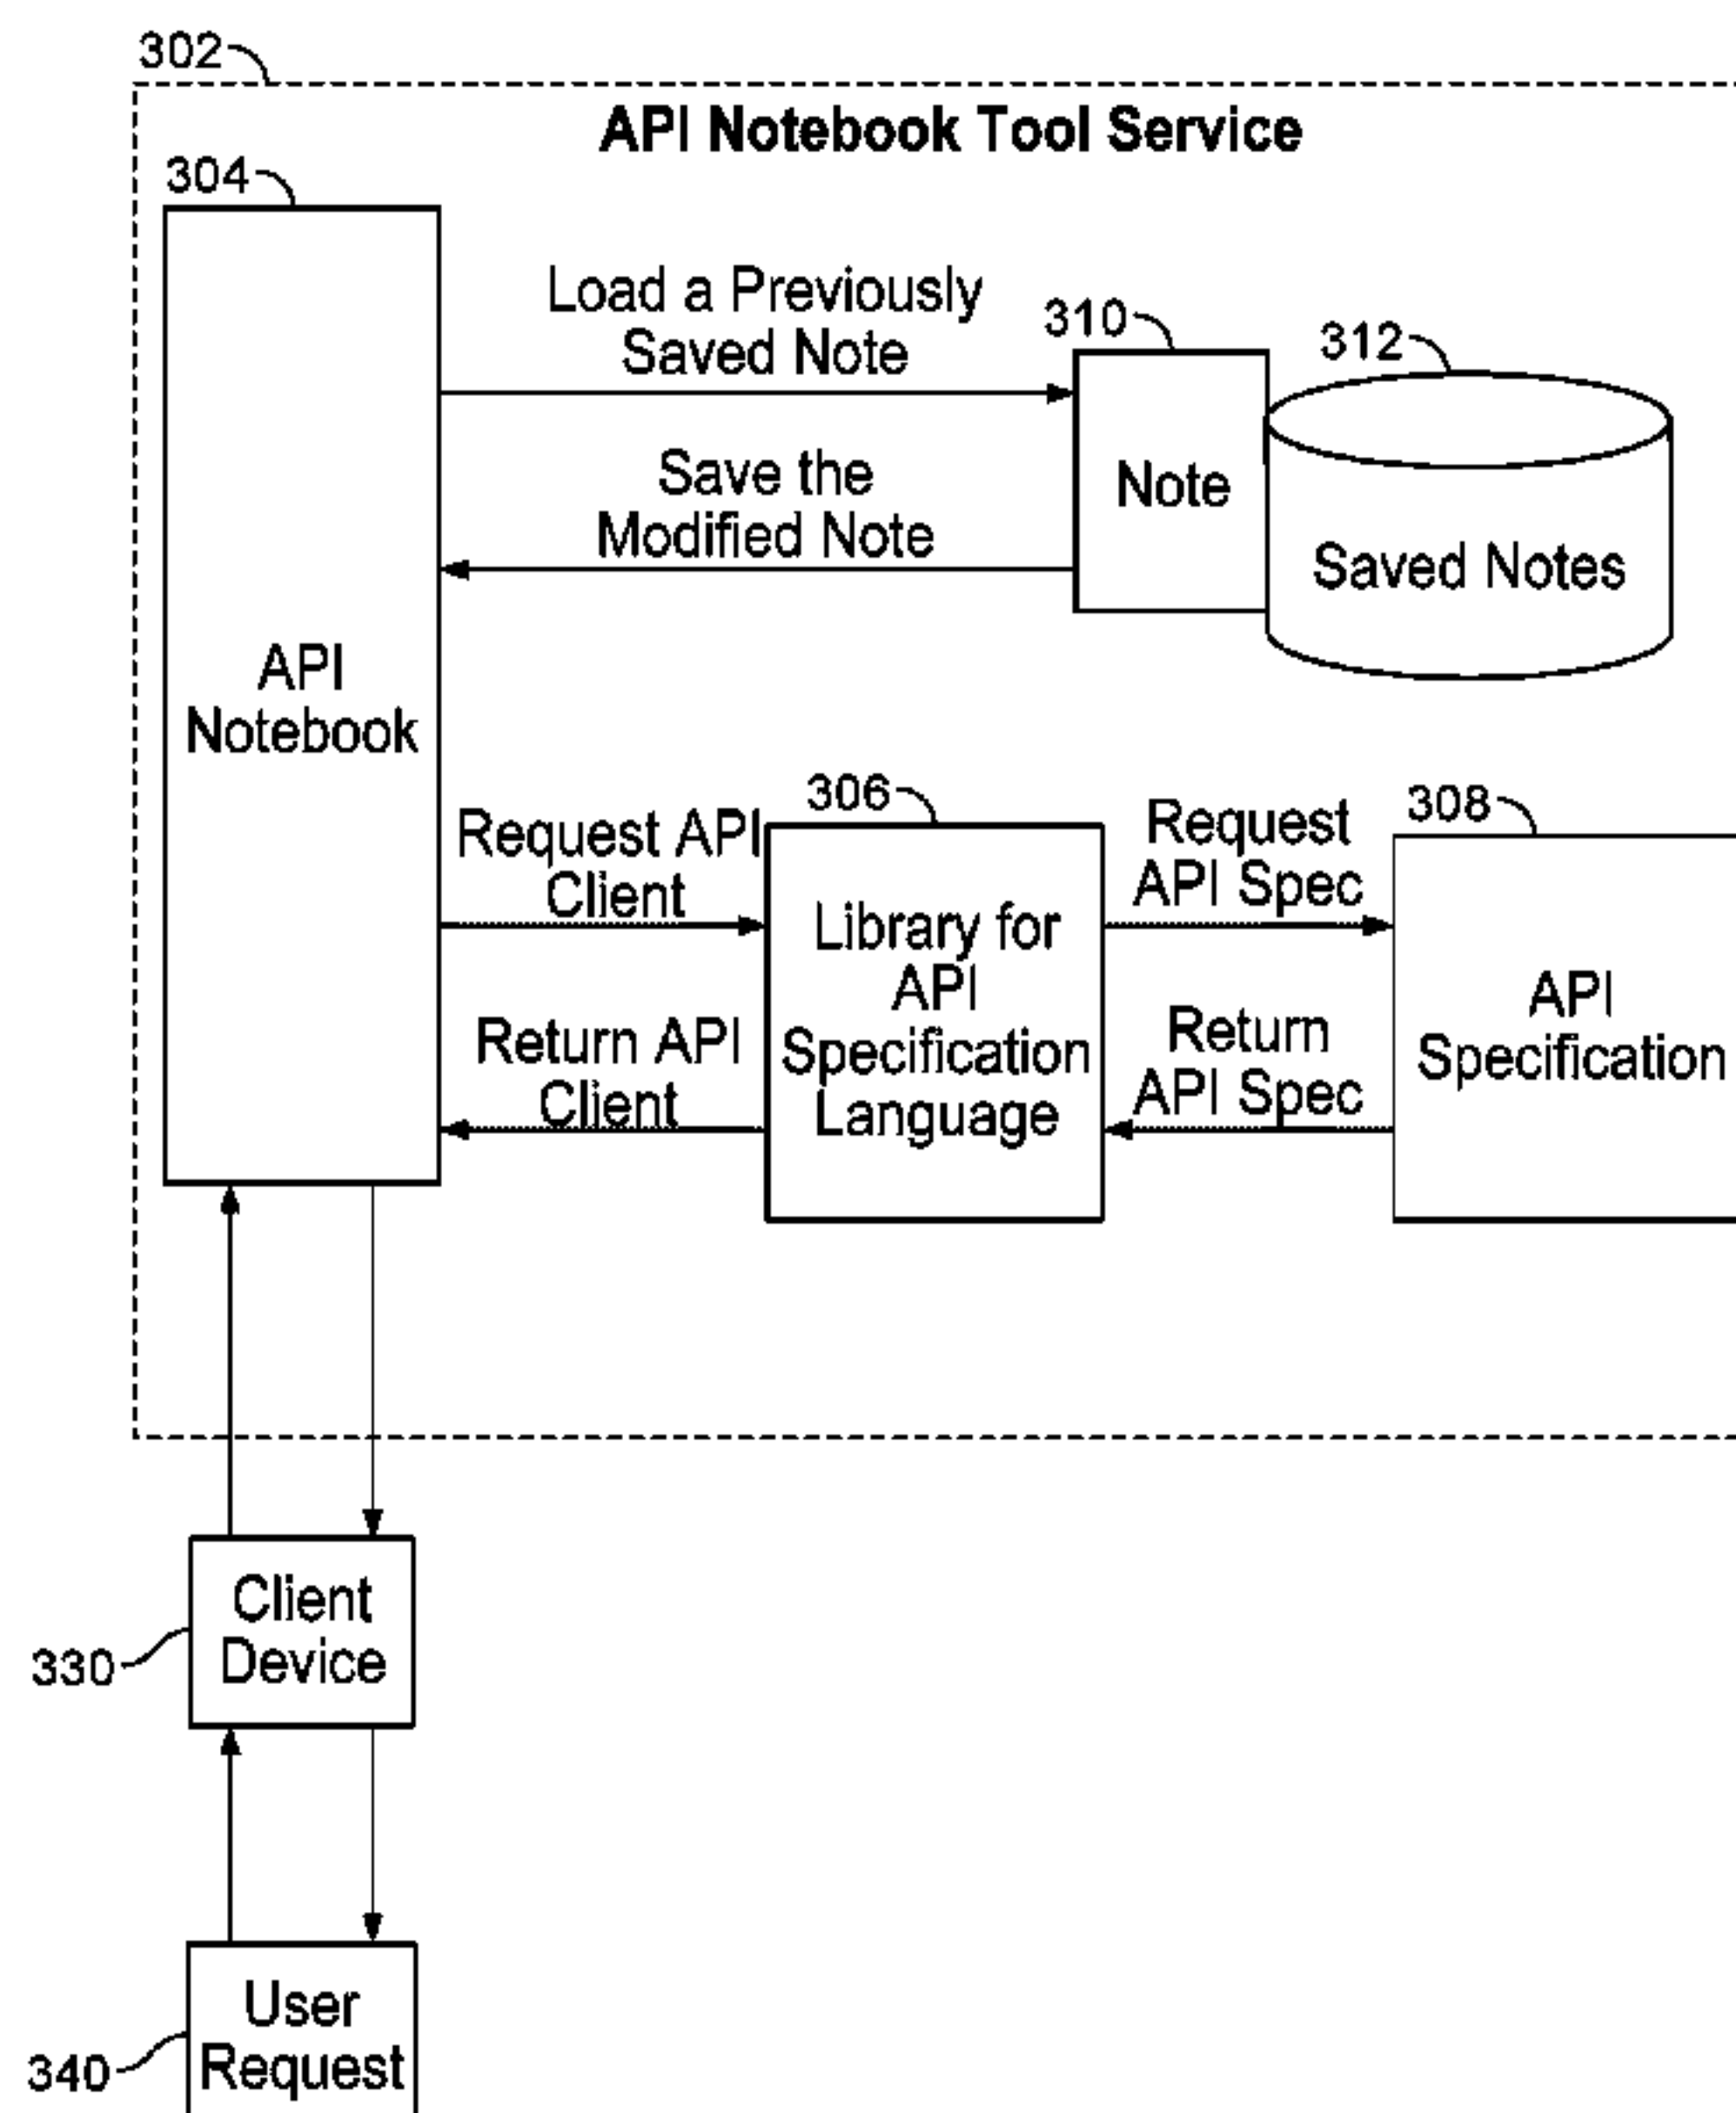 302
API Notebook Tool Service
304
Load a Previously
Saved Note
310
312
Save the
Modified Note
Note
Saved Notes
API
Notebook
306
308
Request API
Client
Request
API Spec
Library for
API
Specification
Language
API
Specification
Return API
Client
Return
API Spec
Client
Device
330
User
Request
340